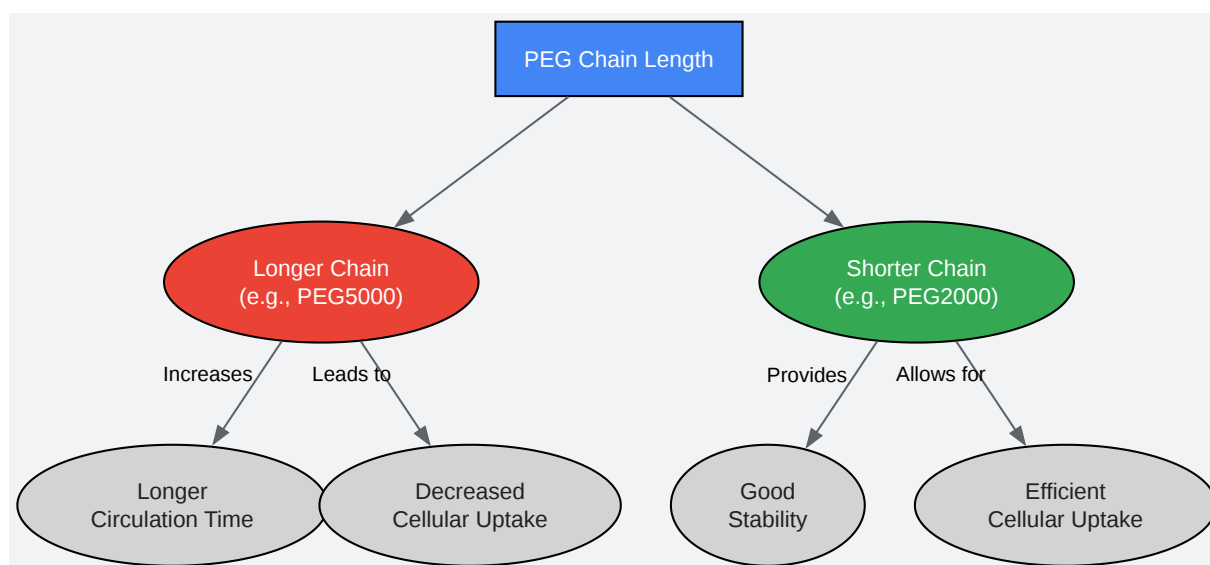 PEG Chain Length
Longer Chain
(e.g., PEG5000)
Shorter Chain
(e.g., PEG2000)
Increases
Leads to
Provides
Allows for
Longer
Circulation Time
Decreased
Cellular Uptake
Good
Stability
Efficient
Cellular Uptake